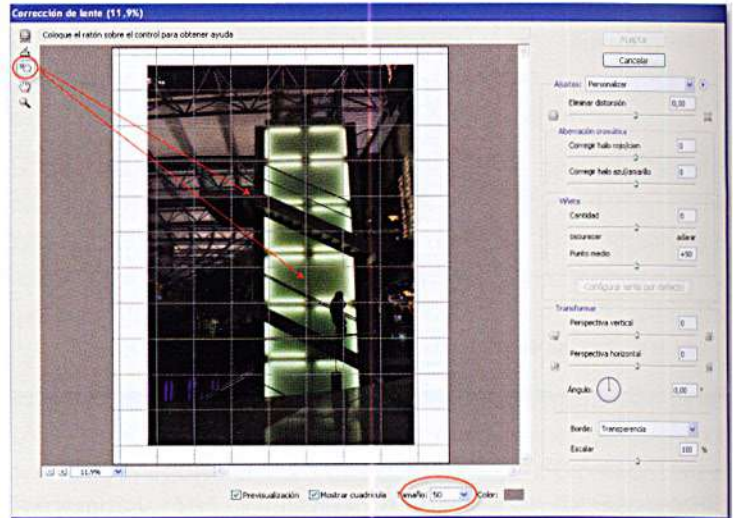 Corrección de lente (11,9%)
Coloque el ratón sobre el control para obtener ayuda
Acepta
Cancelar
Ajustes: Personalizar
Eliminar distorsión 0,00
Aberración cromática
Corregir halo rojo/cian 0
Corregir halo azul/amarillo 0
Viñeta
Cantidad 0
oscurecer aclarar
Punto medio +50
Configurar lente por defecto
Transformar
Perspectiva vertical 0
Perspectiva horizontal 0
Ángulo: 0,00 °
Borde: Transparencia
Escalar 100 %
11,9%
Previsualización Mostrar cuadrícula Tamaño: 50 Color: